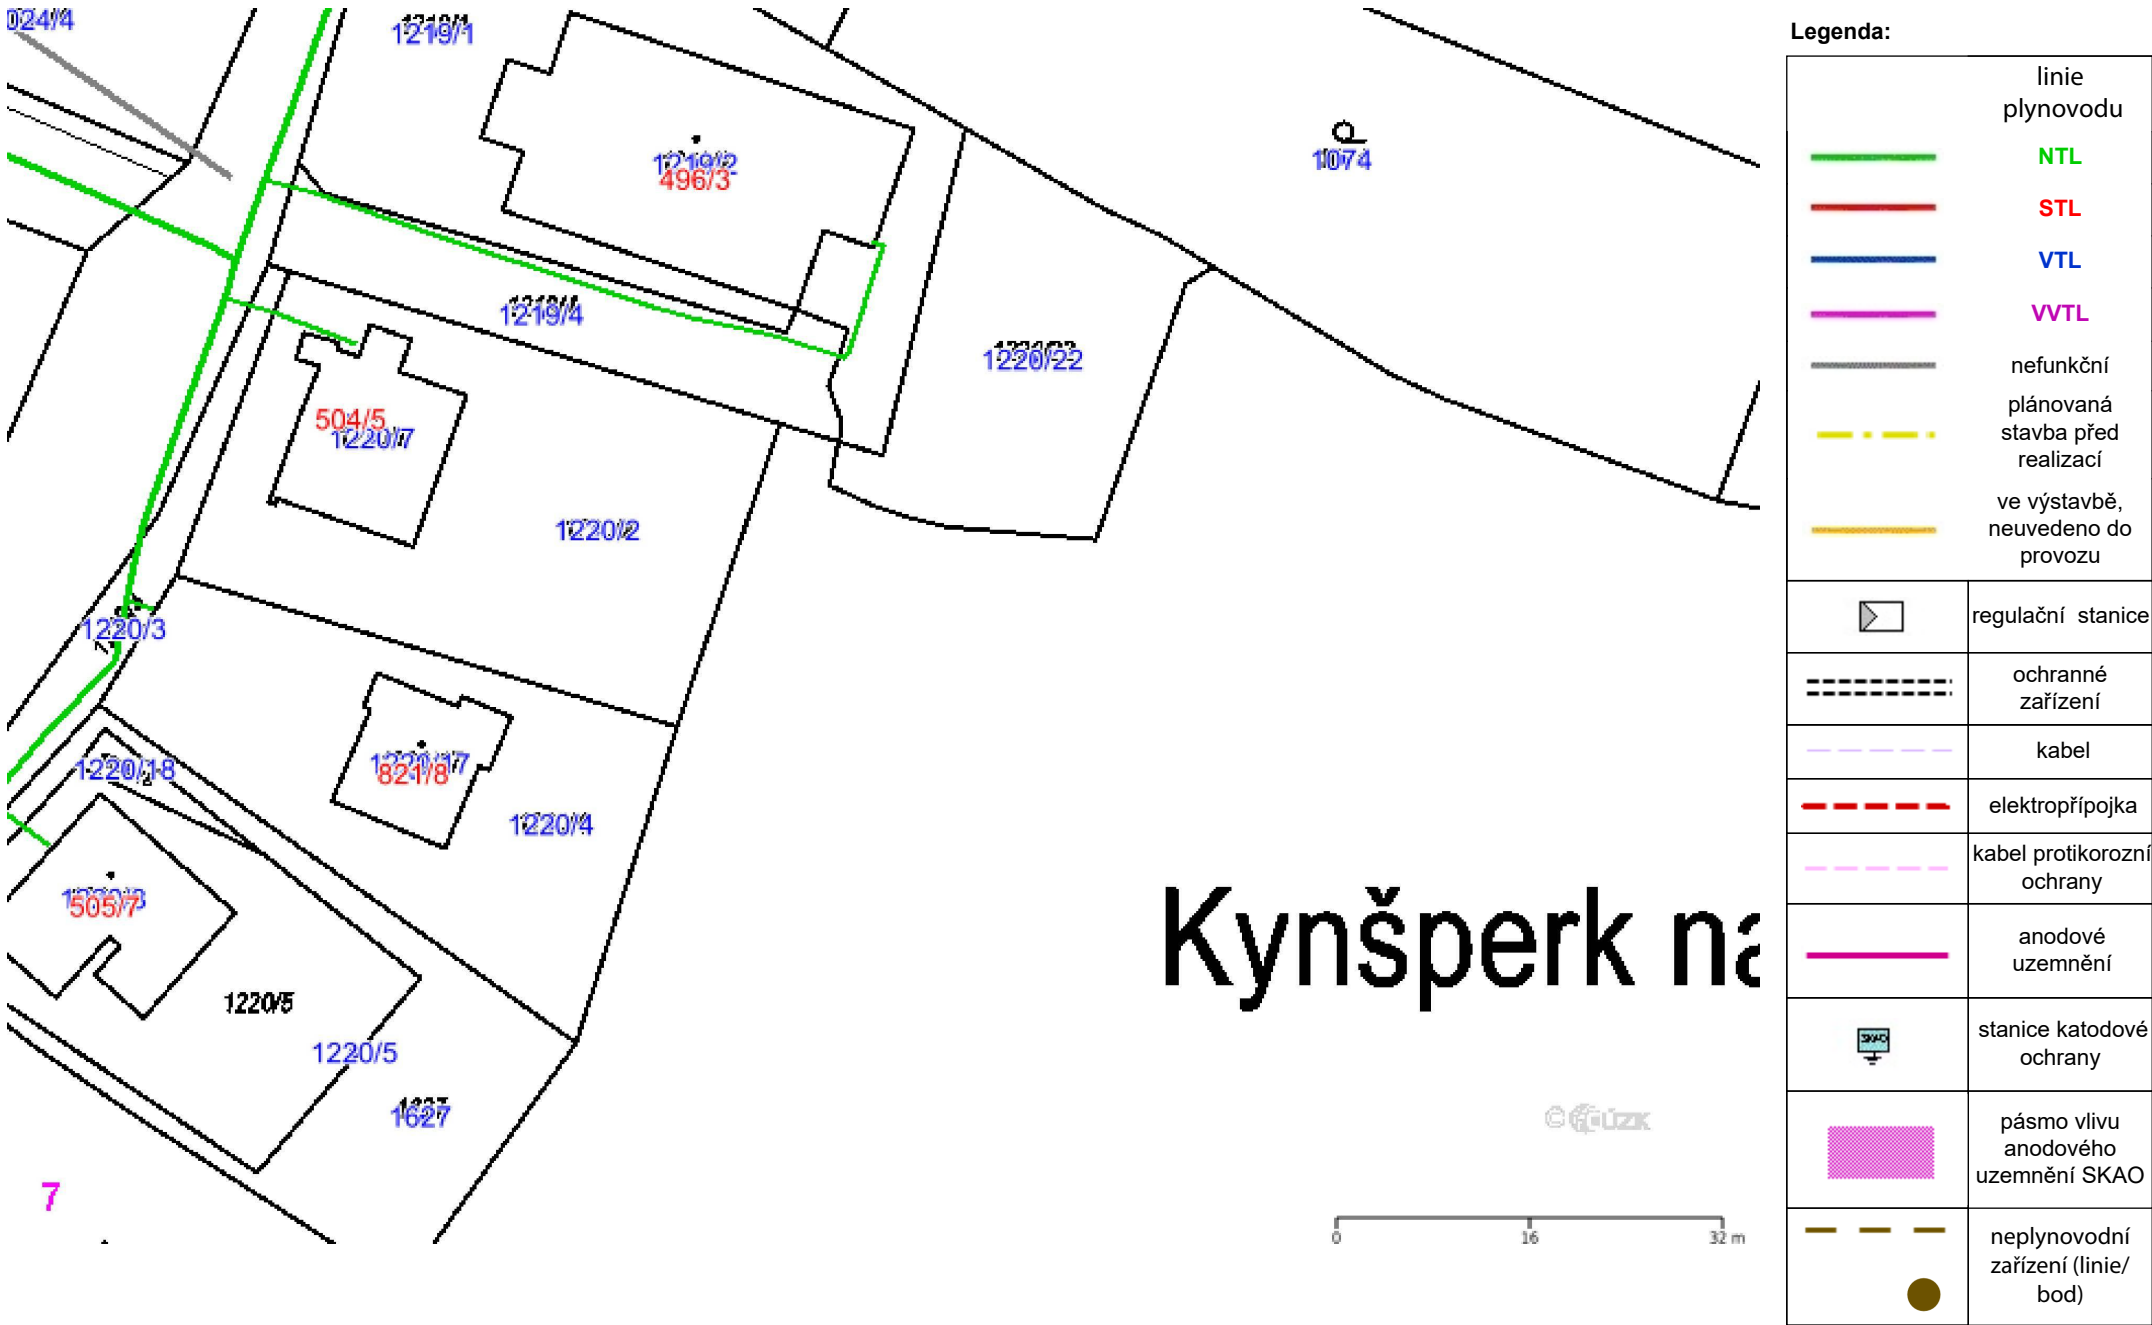 024/4
1219/1
1219/2
496/3
1074
1219/4
1220/22
504/5
1220/7
1220/2
1220/3
1220/17
821/8
1220/18
1220/4
505/7
1220/5
1220/5
1627
7
Kynšperk na
© ČÚZK
0 16 32 m
Legenda:
linie
plynovodu
NTL
STL
VTL
VVTL
nefunkční
plánovaná
stavba před
realizací
ve výstavbě,
neuvedeno do
provozu
regulační stanice
ochranné
zařízení
kabel
elektropřípojka
kabel protikorozní
ochrany
anodové
uzemnění
SKAO
stanice katodové
ochrany
pásmo vlivu
anodového
uzemnění SKAO
neplynovodní
zařízení (linie/
bod)